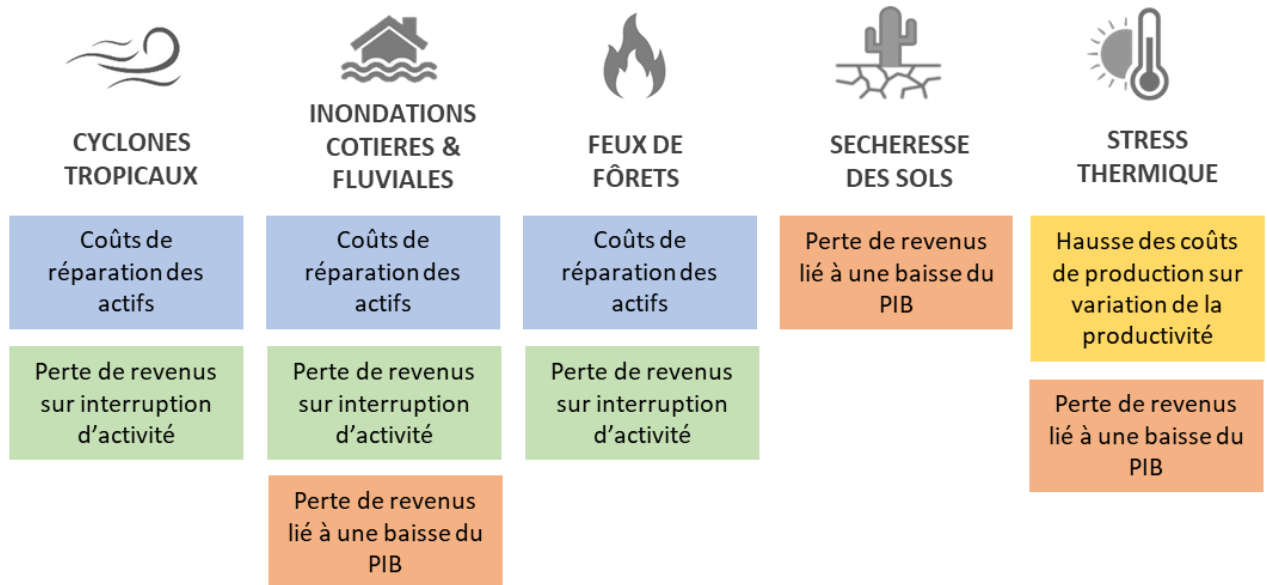 CYCLONES
TROPICAUX
INONDATIONS
COTIERES &
FLUVIALES
FEUX DE
FÔRETS
SECHERESSE
DES SOLS
STRESS
THERMIQUE
Coûts de
réparation des
actifs
Coûts de
réparation des
actifs
Coûts de
réparation des
actifs
Perte de revenus
lié à une baisse du
PIB
Hausse des coûts
de production sur
variation de la
productivité
Perte de revenus
sur interruption
d’activité
Perte de revenus
sur interruption
d’activité
Perte de revenus
sur interruption
d’activité
Perte de revenus
lié à une baisse du
PIB
Perte de revenus
lié à une baisse du
PIB